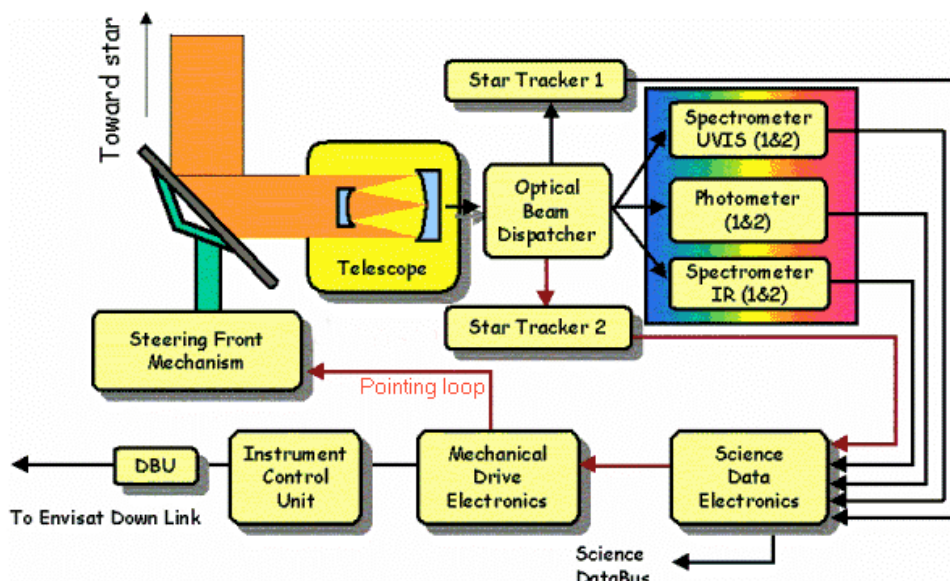 Toward star
Star Tracker 1
Spectrometer
UVIS (1&2)
Optical
Beam
Dispatcher
Photometer
(1&2)
Telescope
Spectrometer
IR (1&2)
Star Tracker 2
Steering Front
Mechanism
Pointing loop
DBU
Instrument
Control
Unit
Mechanical
Drive
Electronics
Science
Data
Electronics
To Envisat Down Link
Science
DataBus